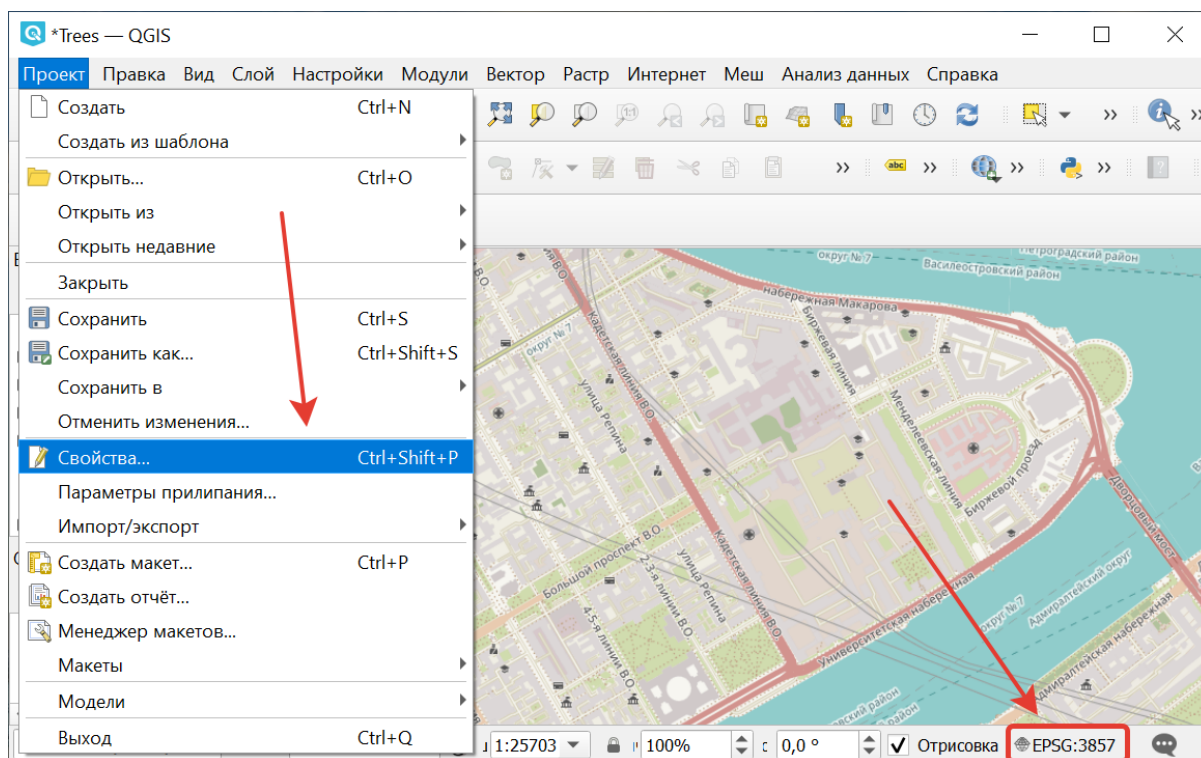 *Trees — QGIS
Проект Правка Вид Слой Настройки Модули Вектор Растр Интернет Меш Анализ данных Справка
Создать Ctrl+N
Создать из шаблона
Открыть... Ctrl+O
Открыть из
Открыть недавние
Закрыть
Сохранить Ctrl+S
Сохранить как... Ctrl+Shift+S
Сохранить в
Отменить изменения...
Свойства... Ctrl+Shift+P
Параметры прилипания...
Импорт/экспорт
Создать макет... Ctrl+P
Создать отчёт...
Менеджер макетов...
Макеты
Модели
Выход Ctrl+Q
1:1
abc
округ № 7
Василеостровский район
Петроградский район
набережная Макарова
Биржевая линия
Кадетская линия В.О.
округ № 7
улица Репина
Менделеевская линия
Биржевой проезд
Дворцовый мост
Большой проспект В.О.
2-3-я линии В.О.
улица Репина
Кадетская линия В.О.
4-5-я линии В.О.
Университетская набережная
округ № 7
Адмиралтейский округ
Адмиралтейская набережная
1:25703 100% 0,0 ° Отрисовка EPSG:3857